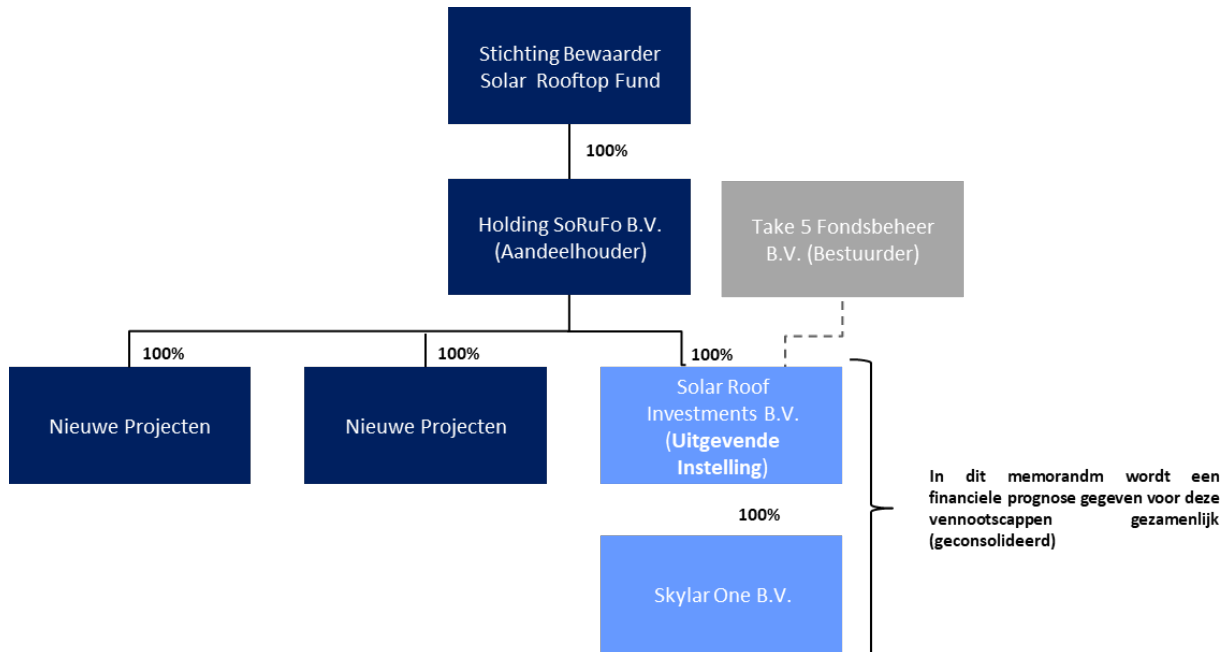 Stichting Bewaarder
Solar Rooftop Fund
100%
Holding SoRuFo B.V.
(Aandeelhouder)
Take 5 Fondsbeheer
B.V. (Bestuurder)
100%
100%
100%
Nieuwe Projecten
Nieuwe Projecten
Solar Roof
Investments B.V.
(Uitgevende
Instelling)
In dit memorandm wordt een
financiele prognose gegeven voor deze
vennootscappen gezamenlijk
(geconsolideerd)
100%
Skylar One B.V.